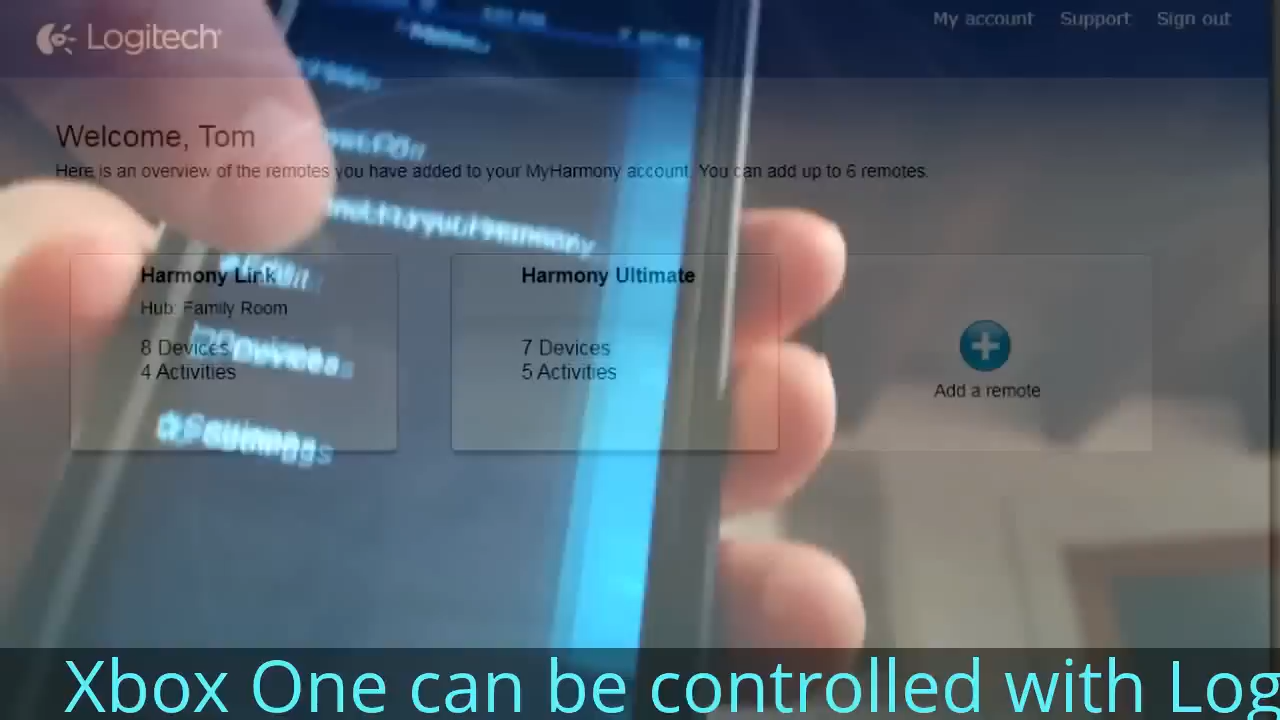 Logitech
My account Support Sign out
Welcome, Tom
Here is an overview of the remotes you have added to your MyHarmony account. You can add up to 6 remotes.
Harmony Link
Hub: Family Room
8 Devices
4 Activities
Harmony Ultimate
7 Devices
5 Activities
Add a remote
Devices
Settings
Xbox One can be controlled with Log